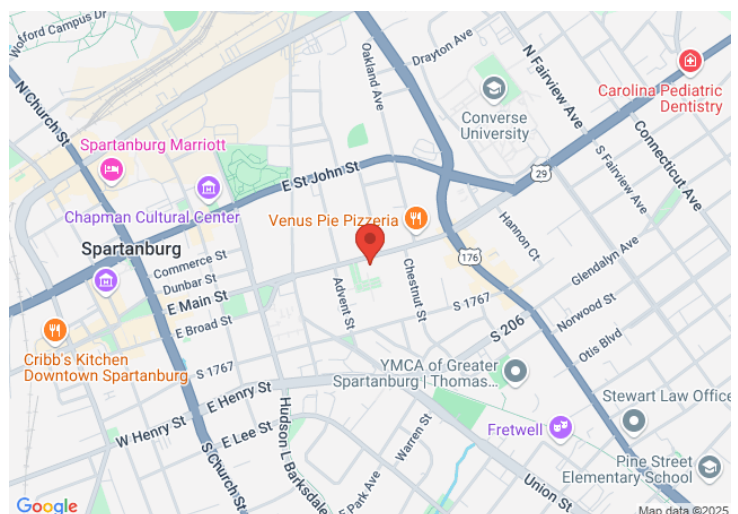 Wofford Campus Dr
N Church St
Oakland Ave
Drayton Ave
N Fairview Ave
Carolina Pediatric
Dentistry
Converse
University
Connecticut Ave
S Fairview Ave
29
Spartanburg Marriott
E St John St
Chapman Cultural Center
Venus Pie Pizzeria
Hannon Ct
Spartanburg
Commerce St
Dunbar St
176
Glendalyn Ave
E Main St
Advent St
Chestnut St
S 1767
Norwood St
E Broad St
S 206
Otis Blvd
Cribb's Kitchen
Downtown Spartanburg
S 1767
YMCA of Greater
Spartanburg | Thomas...
E Henry St
Stewart Law Office
W Henry St
Hudson L Barksdale
Warren St
Fretwell
E Lee St
S Church St
E Park Ave
Union St
Pine Street
Elementary School
Google
Map data ©2025